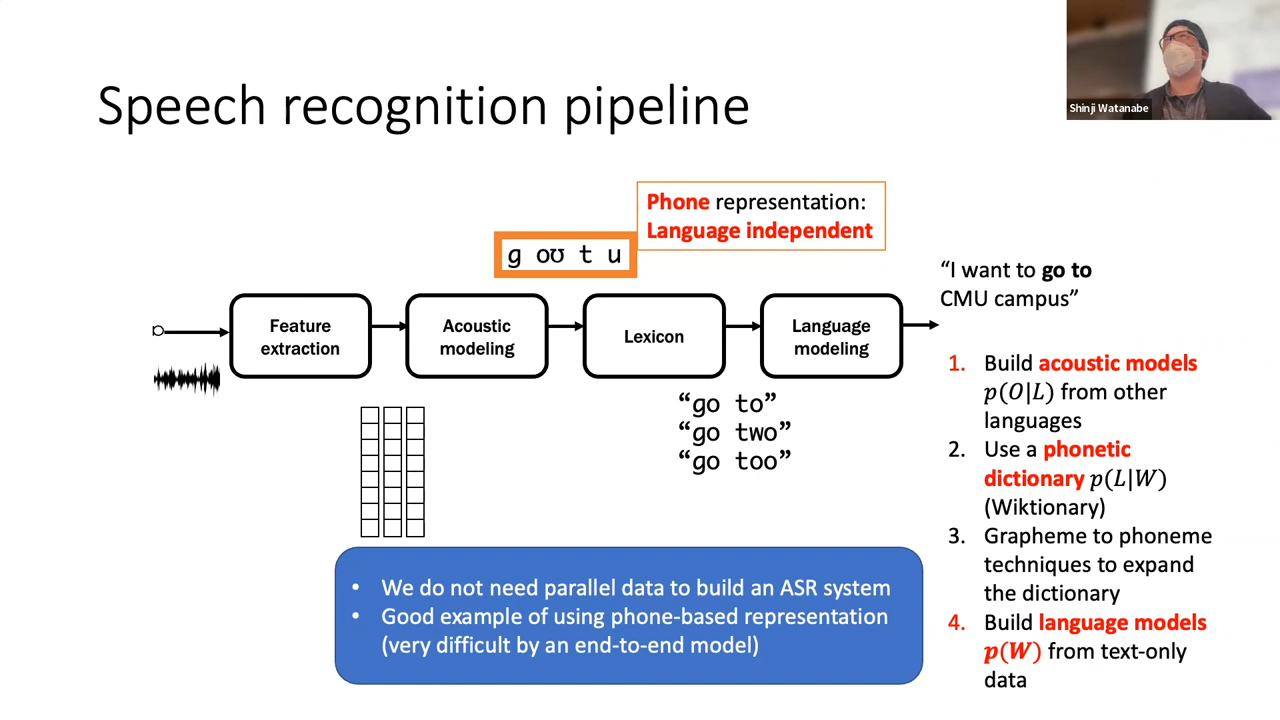 Shinji Watanabe
Speech recognition pipeline
Phone representation:
Language independent
g oʊ t u
Feature
extraction
Acoustic
modeling
Lexicon
Language
modeling
“I want to go to
CMU campus”
“go to”
“go two”
“go too”
1. Build acoustic models
p(O|L) from other
languages
2. Use a phonetic
dictionary p(L|W)
(Wiktionary)
3. Grapheme to phoneme
techniques to expand
the dictionary
4. Build language models
p(W) from text-only
data
• We do not need parallel data to build an ASR system
• Good example of using phone-based representation
(very difficult by an end-to-end model)